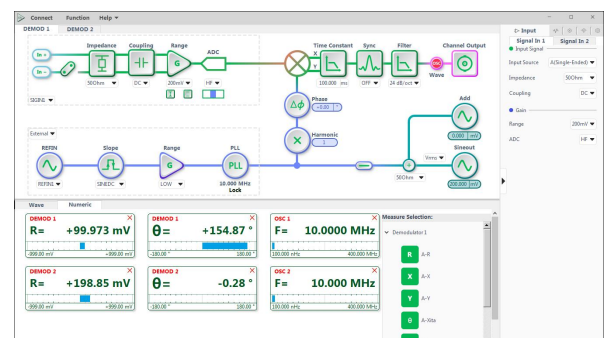 Connect Function Help
DEMOD 1 DEMOD 2
Impedance Coupling Range ADC Time Constant Sync Filter Channel Output
In +
In -
G
X
Y
OSC
Wave
50Ohm DC 200mV HF 100.000 ms OFF 24 dB/oct
SIGIN1
Δφ Phase
+0.00 °
Harmonic
1
Add
0.000 mV
External
REFIN Slope Range PLL
G PLL
REFIN1 SINEDC LOW 10.000 MHz
Lock
Vrms
50Ohm
Sineout
200.000 mV
Input
Signal In 1 Signal In 2
Input Signal
Input Source A(Single-Ended)
Impedance 50Ohm
Coupling DC
Gain
Range 200mV
ADC HF
Wave Numeric
DEMOD 1
R= +99.973 mV
-999.00 mV +999.00 mV
DEMOD 1
θ= +154.87 °
-180.00 ° 180.00 °
OSC 1
F= 10.0000 MHz
100.000 mHz 400.000 MHz
DEMOD 2
R= +198.85 mV
-999.00 mV +999.00 mV
DEMOD 2
θ= -0.28 °
-180.00 ° 180.00 °
OSC 2
F= 10.0000 MHz
100.000 mHz 400.000 MHz
Measure Selection:
Demodulator 1
R A-R
X A-X
Y A-Y
θ A-Xita